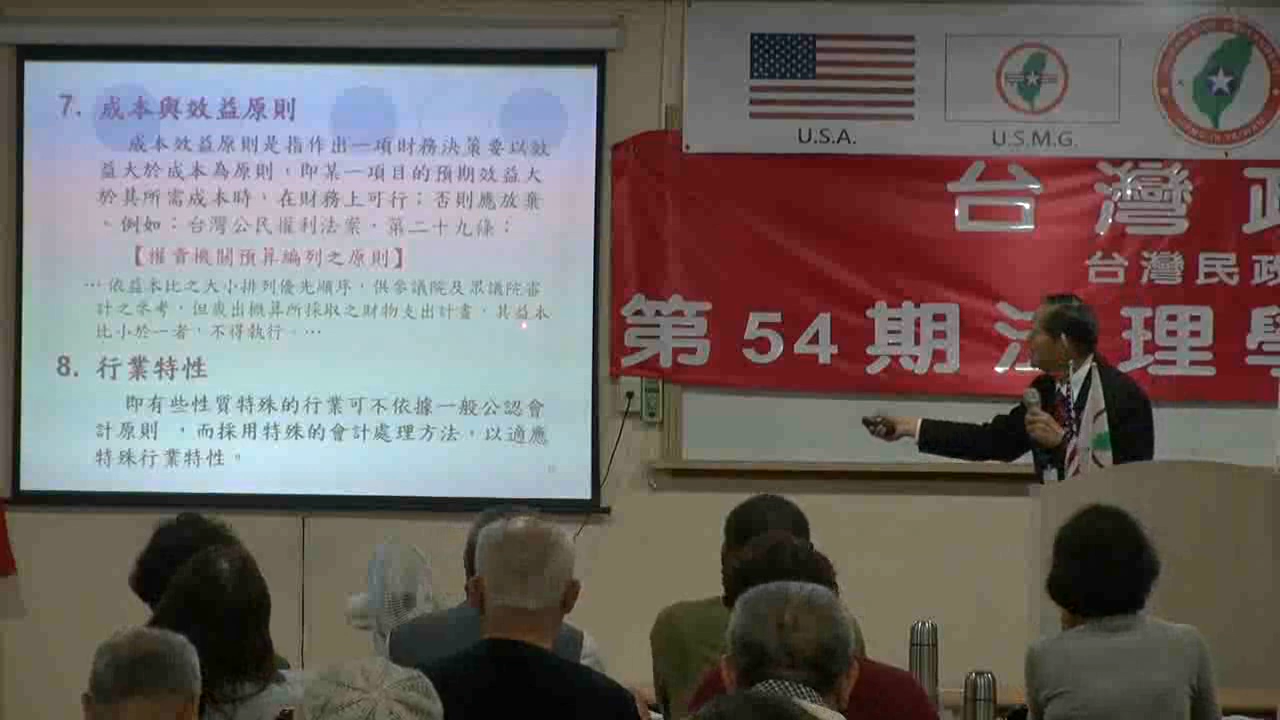 7. 成本與效益原則
成本效益原則是指作出一項財務決策要以效
益大於成本為原則，即某一項目的預期效益大
於其所需成本時，在財務上可行；否則應放棄
。例如：台灣公民權利法案，第二十九條：
【權責機關預算編列之原則】
…依益本比之大小排列優先順序，供參議院及眾議院審
計之參考，但歲出概算所採取之財物支出計畫，其益本
比小於一者，不得執行。…
8. 行業特性
即有些性質特殊的行業可不依據一般公認會
計原則 ，而採用特殊的會計處理方法，以適應
特殊行業特性。
U.S.A.
U.S.M.G.
台灣政
台灣民政
第54期法理學